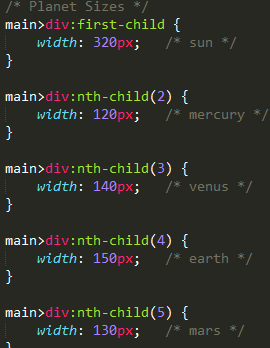 /* Planet Sizes */
main>div:first-child {
    width: 320px;   /* sun */
}

main>div:nth-child(2) {
    width: 120px;   /* mercury */
}

main>div:nth-child(3) {
    width: 140px;   /* venus */
}

main>div:nth-child(4) {
    width: 150px;   /* earth */
}

main>div:nth-child(5) {
    width: 130px;   /* mars */
}